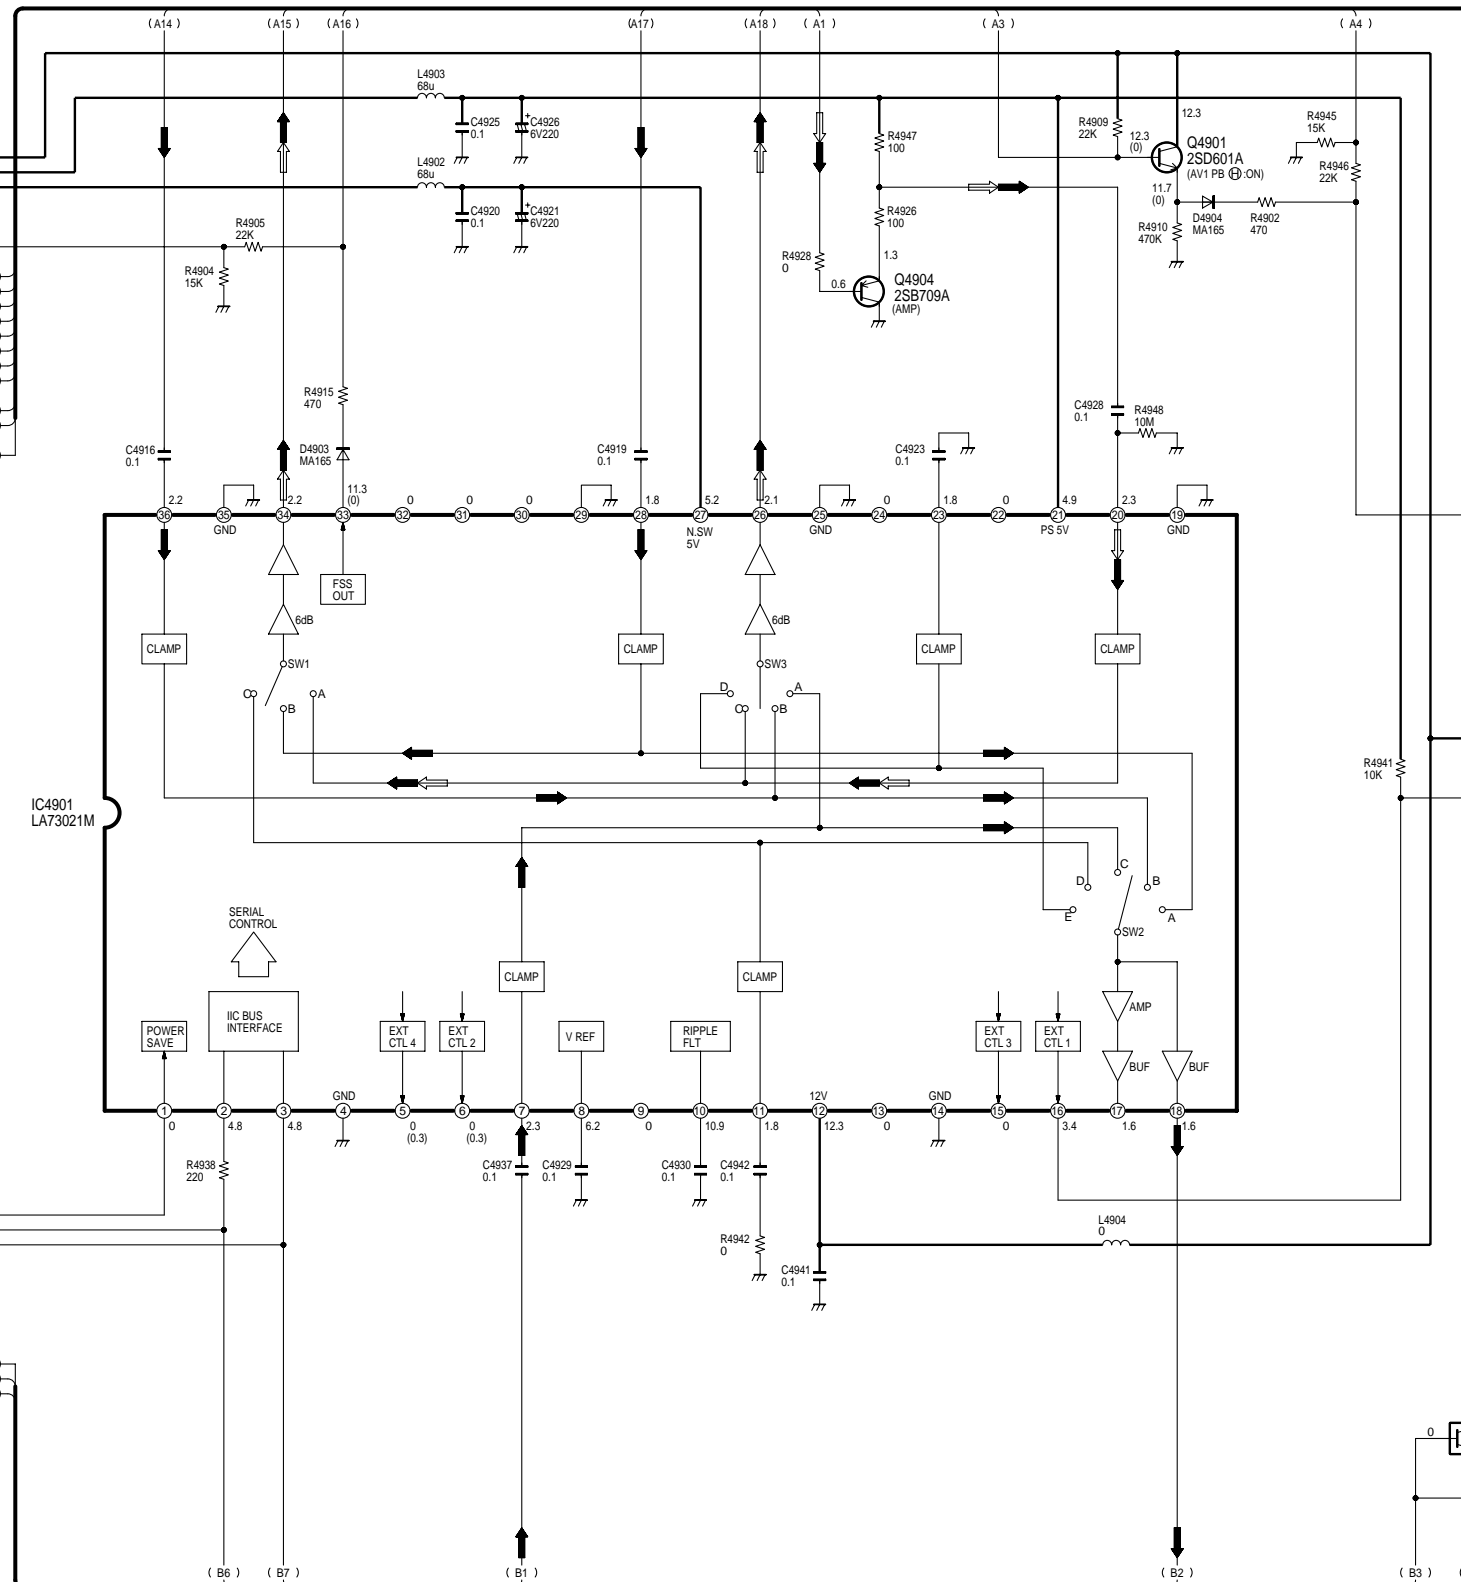 ( A14 )
( A15 )
( A16 )
( A17)
( A18 )
( A1 )
( A3 )
( A4 )
L4903
68u
C4925
0.1
C4926
6V220
+
L4902
68u
C4920
0.1
C4921
6V220
+
R4905
22K
R4904
15K
R4947
100
R4926
100
R4928
0
0.6
1.3
Q4904
2SB709A
(AMP)
R4909
22K
12.3
12.3
(0)
Q4901
2SD601A
(AV1 PB H:ON)
11.7
(0)
R4910
470K
D4904
MA165
R4902
470
R4945
15K
R4946
22K
R4915
470
D4903
MA165
C4916
0.1
C4919
0.1
C4923
0.1
C4928
0.1
R4948
10M
2.2
2.2
11.3
(0)
0
0
0
1.8
5.2
2.1
0
1.8
0
4.9
2.3
36
35
34
33
32
31
30
29
28
27
26
25
24
23
22
21
20
19
GND
N.SW
5V
GND
PS 5V
GND
FSS
OUT
6dB
6dB
CLAMP
CLAMP
CLAMP
CLAMP
SW1
C
B
A
SW3
D
C
B
A
R4941
10K
IC4901
LA73021M
C
D
B
E
A
SW2
SERIAL
CONTROL
CLAMP
CLAMP
POWER
SAVE
IIC BUS
INTERFACE
EXT
CTL 4
EXT
CTL 2
V REF
RIPPLE
FLT
EXT
CTL 3
EXT
CTL 1
AMP
BUF
BUF
GND
12V
GND
1
2
3
4
5
6
7
8
9
10
11
12
13
14
15
16
17
18
0
4.8
4.8
0
(0.3)
0
(0.3)
2.3
6.2
0
10.9
1.8
12.3
0
0
3.4
1.6
1.6
R4938
220
C4937
0.1
C4929
0.1
C4930
0.1
C4942
0.1
R4942
0
C4941
0.1
L4904
0
0
( B6 )
( B7 )
( B1 )
( B2 )
( B3 )